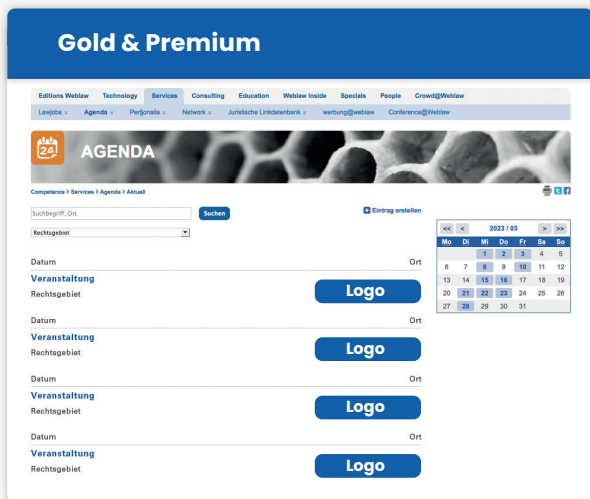 Gold & Premium
Editions Weblaw Technology Services Consulting Education Weblaw Inside Specials People Crowd@Weblaw
Lawjobs Agenda Persönalia Network Juristische Linkdatenbank werbung@weblaw Conference@Weblaw
24
AGENDA
Competence > Services > Agenda > Aktuell
Suchbegriff, Ort Suchen Eintrag erstellen
Rechtsgebiet
<< < 2023 / 03 > >>
Mo Di Mi Do Fr Sa So
1 2 3 4 5
6 7 8 9 10 11 12
13 14 15 16 17 18 19
20 21 22 23 24 25 26
27 28 29 30 31
Datum Ort
Veranstaltung
Rechtsgebiet Logo
Datum Ort
Veranstaltung
Rechtsgebiet Logo
Datum Ort
Veranstaltung
Rechtsgebiet Logo
Datum Ort
Veranstaltung
Rechtsgebiet Logo